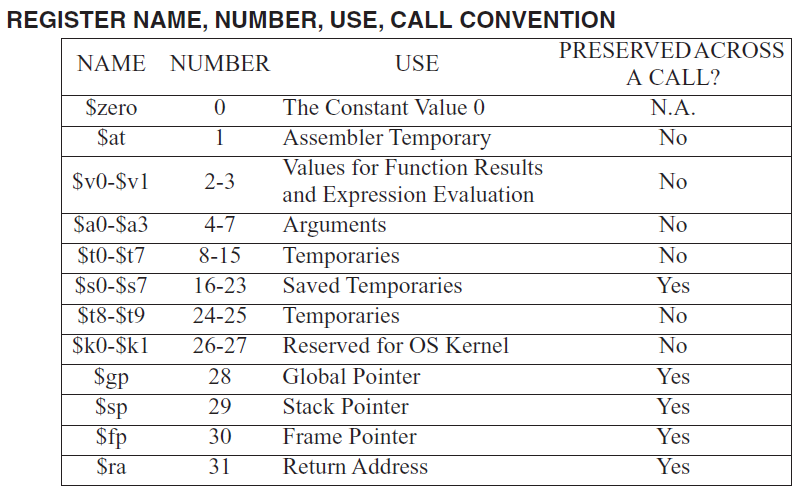 REGISTER NAME, NUMBER, USE, CALL CONVENTION
NAME NUMBER USE PRESERVED ACROSS A CALL?
$zero 0 The Constant Value 0 N.A.
$at 1 Assembler Temporary No
$v0-$v1 2-3 Values for Function Results and Expression Evaluation No
$a0-$a3 4-7 Arguments No
$t0-$t7 8-15 Temporaries No
$s0-$s7 16-23 Saved Temporaries Yes
$t8-$t9 24-25 Temporaries No
$k0-$k1 26-27 Reserved for OS Kernel No
$gp 28 Global Pointer Yes
$sp 29 Stack Pointer Yes
$fp 30 Frame Pointer Yes
$ra 31 Return Address Yes